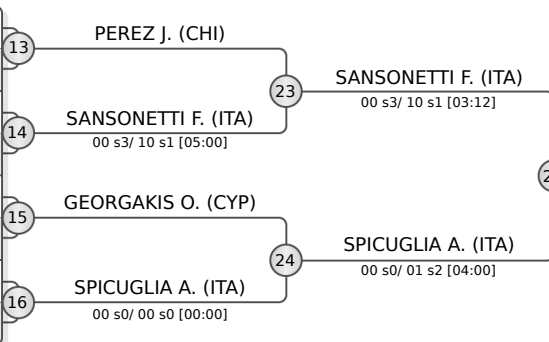 13
PEREZ J. (CHI)
23
SANSONETTI F. (ITA)
00 s3/ 10 s1 [03:12]
14
SANSONETTI F. (ITA)
00 s3/ 10 s1 [05:00]
15
GEORGAKIS O. (CYP)
24
SPICUGLIA A. (ITA)
00 s0/ 01 s2 [04:00]
16
SPICUGLIA A. (ITA)
00 s0/ 00 s0 [00:00]